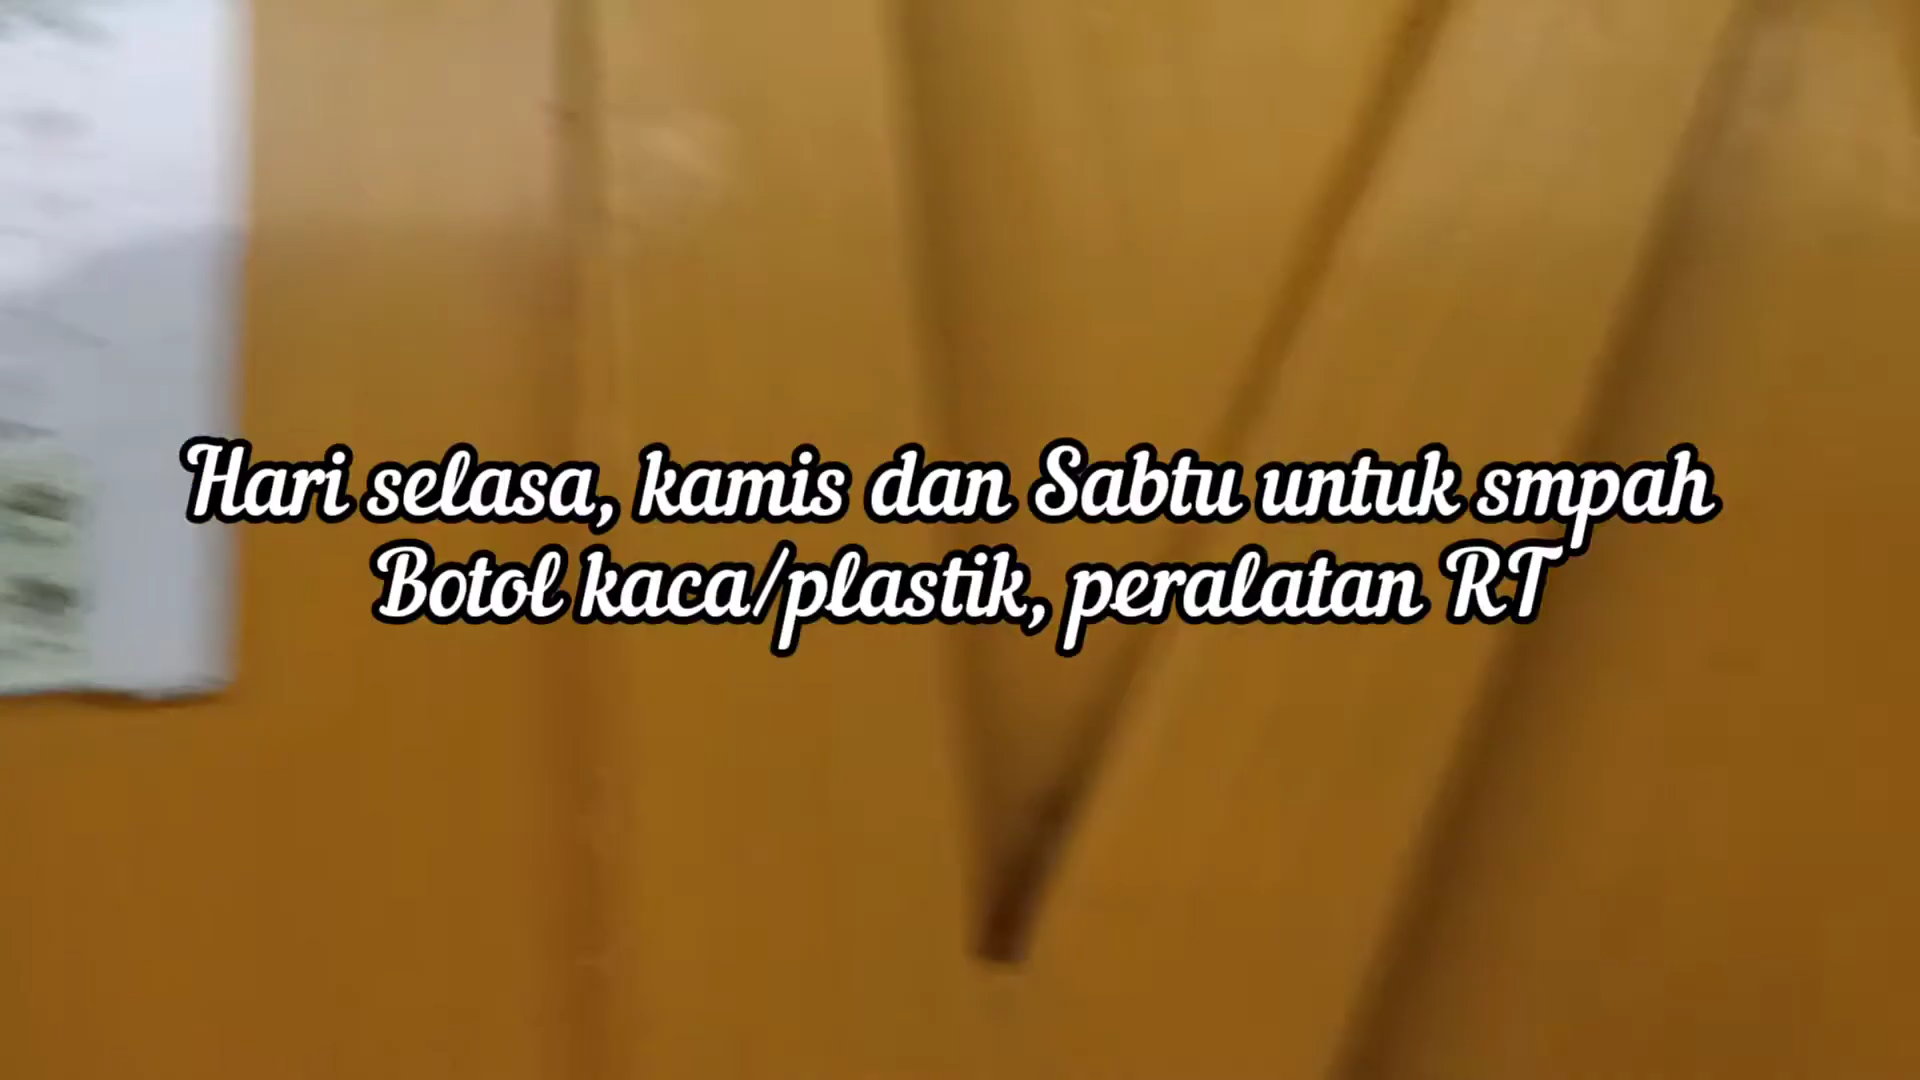 Hari selasa, kamis dan Sabtu untuk smpah
Botol kaca/plastik, peralatan RT